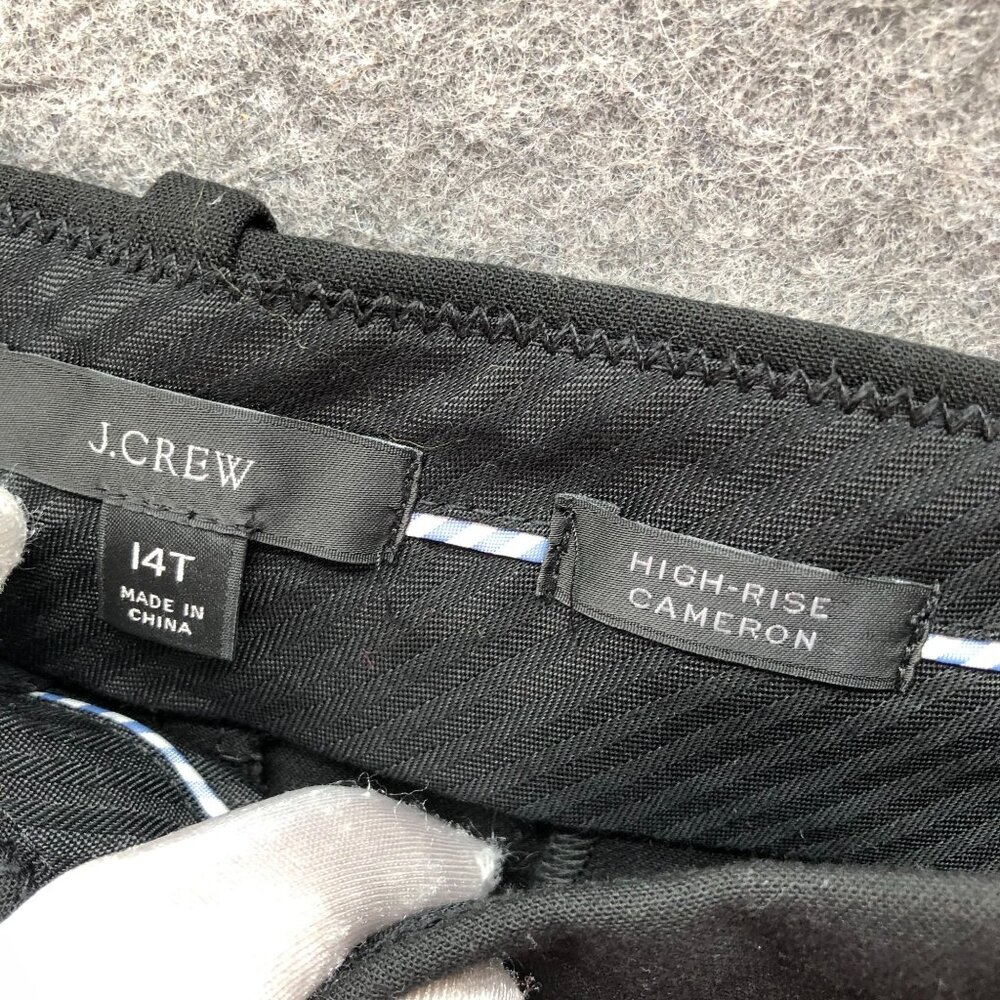 J.CREW
14T
MADE IN
CHINA
HIGH-RISE
CAMERON